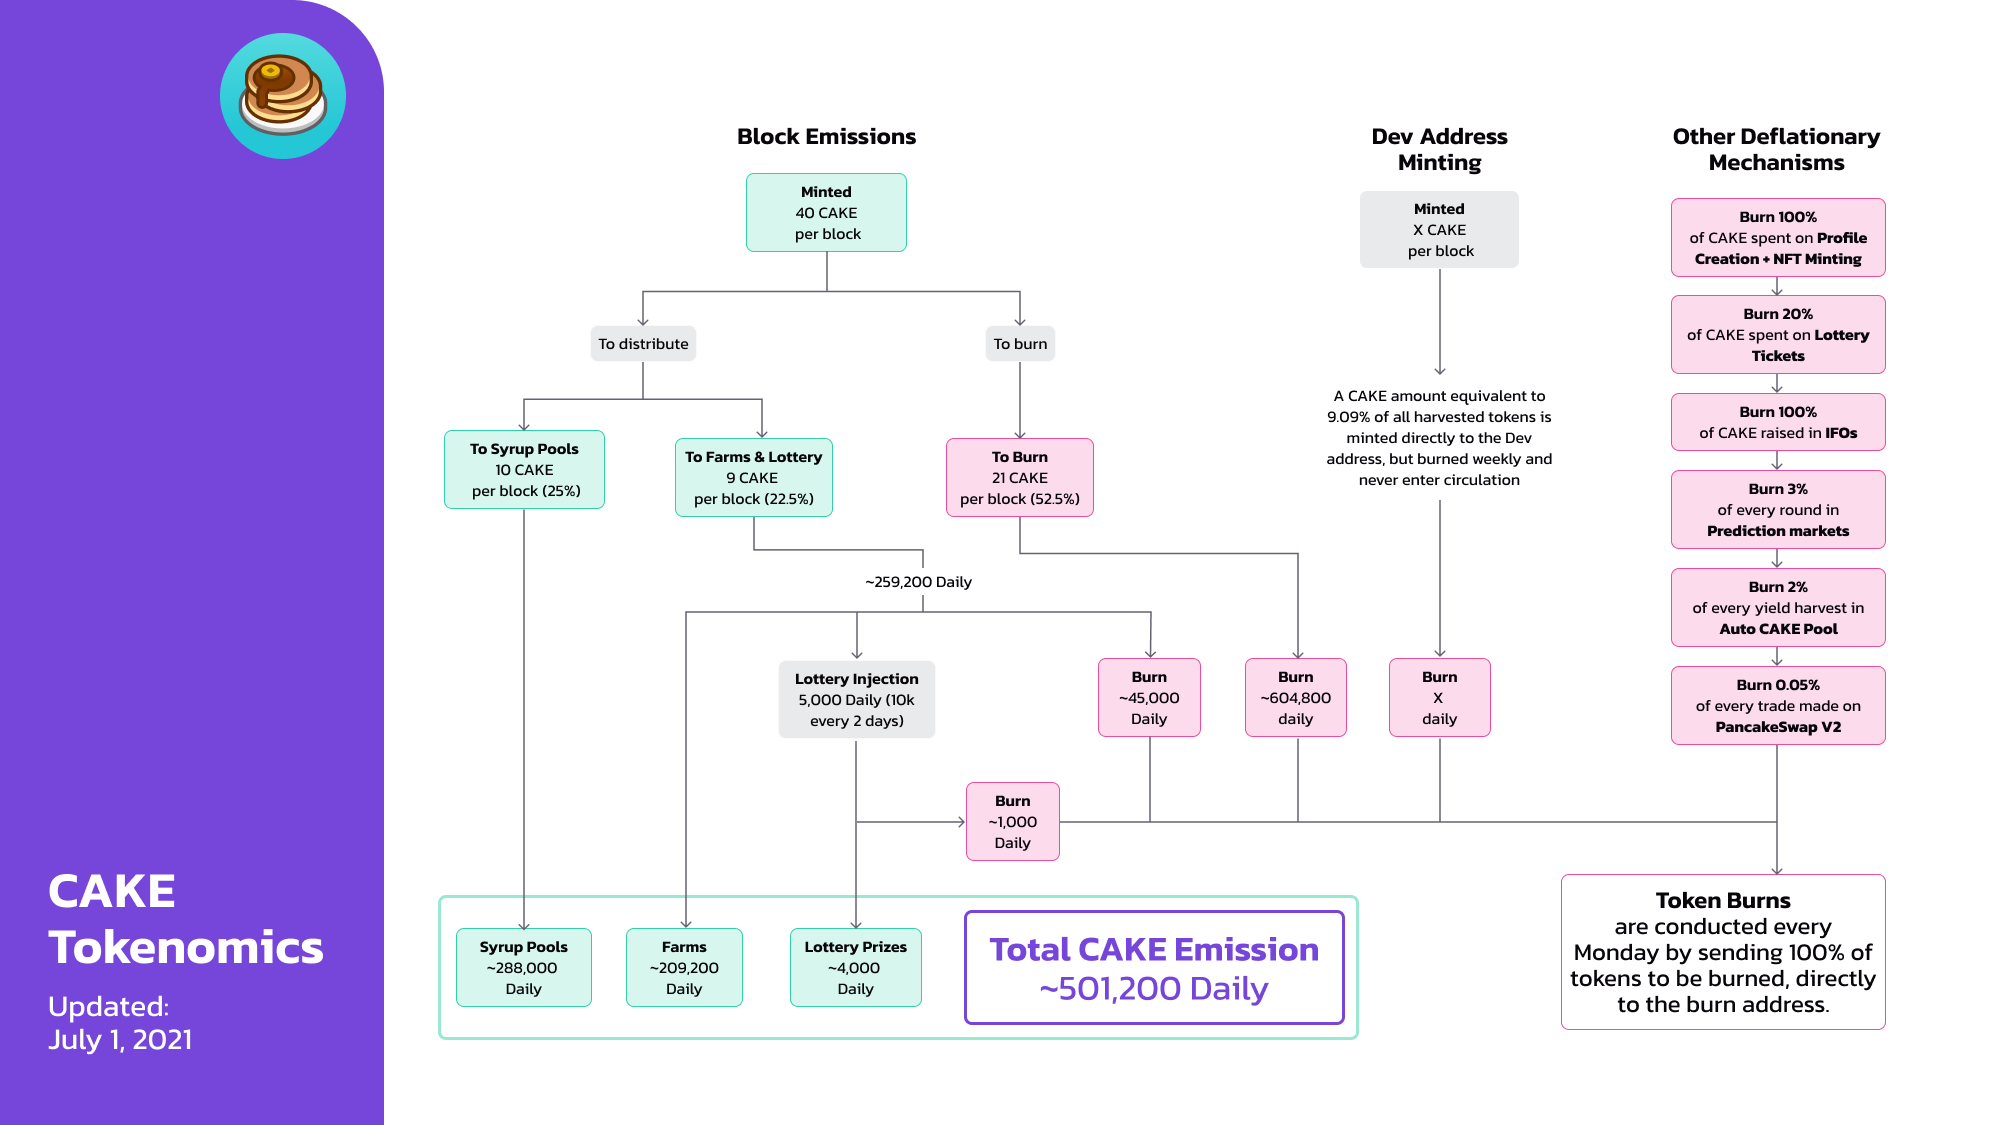 CAKE
Tokenomics
Updated:
July 1, 2021
Block Emissions
Minted
40 CAKE
per block
To distribute
To burn
To Syrup Pools
10 CAKE
per block (25%)
To Farms & Lottery
9 CAKE
per block (22.5%)
To Burn
21 CAKE
per block (52.5%)
~259,200 Daily
Lottery Injection
5,000 Daily (10k
every 2 days)
Burn
~45,000
Daily
Burn
~604,800
daily
Burn
~1,000
Daily
Syrup Pools
~288,000
Daily
Farms
~209,200
Daily
Lottery Prizes
~4,000
Daily
Total CAKE Emission
~501,200 Daily
Dev Address
Minting
Minted
X CAKE
per block
A CAKE amount equivalent to
9.09% of all harvested tokens is
minted directly to the Dev
address, but burned weekly and
never enter circulation
Burn
X
daily
Other Deflationary
Mechanisms
Burn 100%
of CAKE spent on Profile
Creation + NFT Minting
Burn 20%
of CAKE spent on Lottery
Tickets
Burn 100%
of CAKE raised in IFOs
Burn 3%
of every round in
Prediction markets
Burn 2%
of every yield harvest in
Auto CAKE Pool
Burn 0.05%
of every trade made on
PancakeSwap V2
Token Burns
are conducted every
Monday by sending 100% of
tokens to be burned, directly
to the burn address.